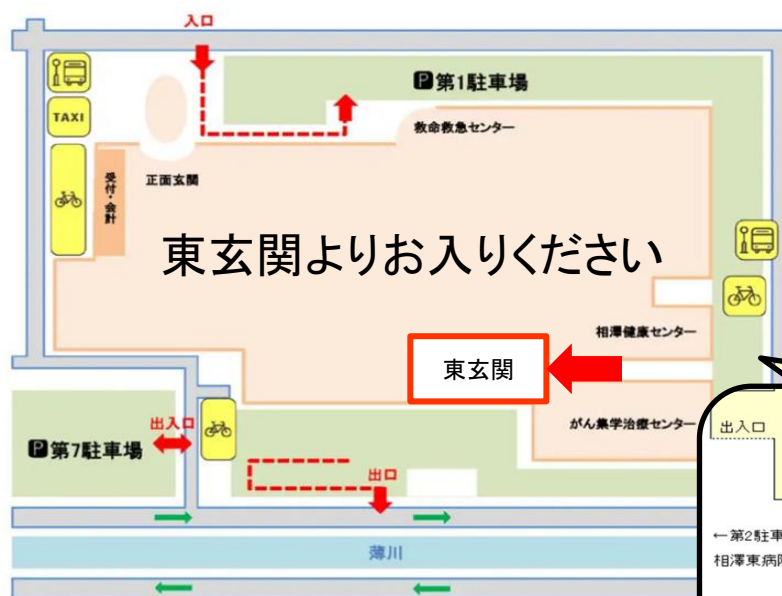 入口
P第1駐車場
TAXI
救命救急センター
受付・会計
正面玄関
東玄関よりお入りください
相澤健康センター
東玄関
がん集学治療センター
出入口
出入口
P第7駐車場
出口
←第2駐車
相澤東病院
薄川